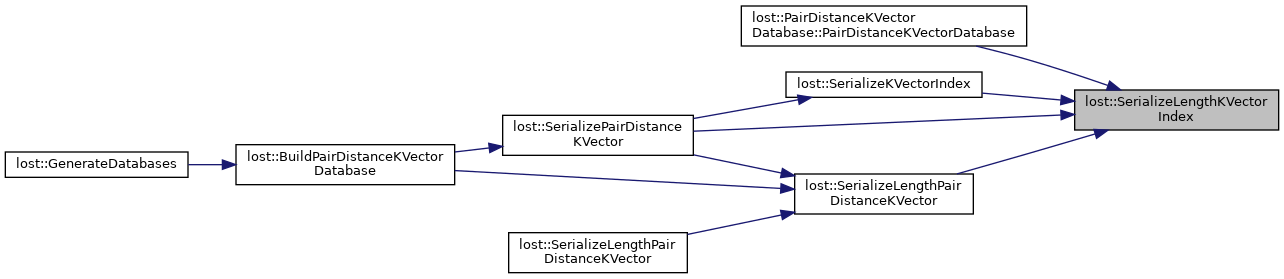 lost::PairDistanceKVector
Database::PairDistanceKVectorDatabase
lost::SerializeKVectorIndex
lost::SerializeLengthKVector
Index
lost::SerializePairDistance
KVector
lost::GenerateDatabases
lost::BuildPairDistanceKVector
Database
lost::SerializeLengthPair
DistanceKVector
lost::SerializeLengthPair
DistanceKVector